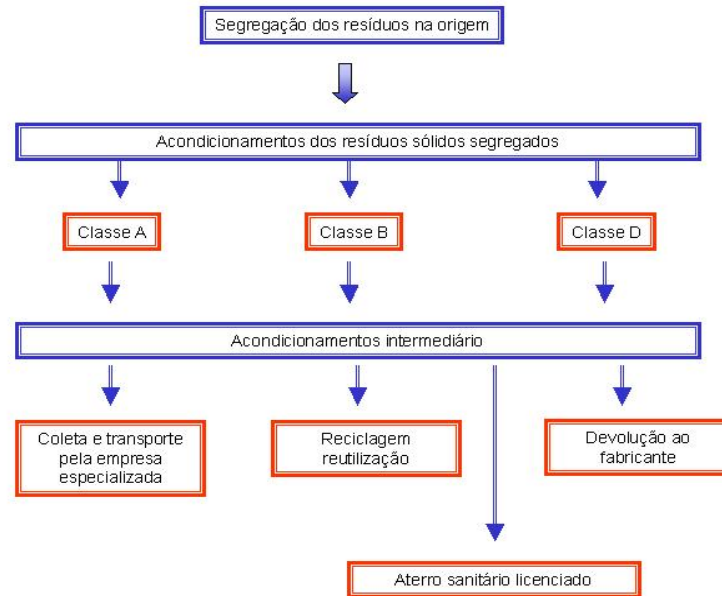 Segregação dos resíduos na origem
Acondicionamentos dos resíduos sólidos segregados
Classe A
Classe B
Classe D
Acondicionamentos intermediário
Coleta e transporte
pela empresa
especializada
Reciclagem
reutilização
Devolução ao
fabricante
Aterro sanitário licenciado